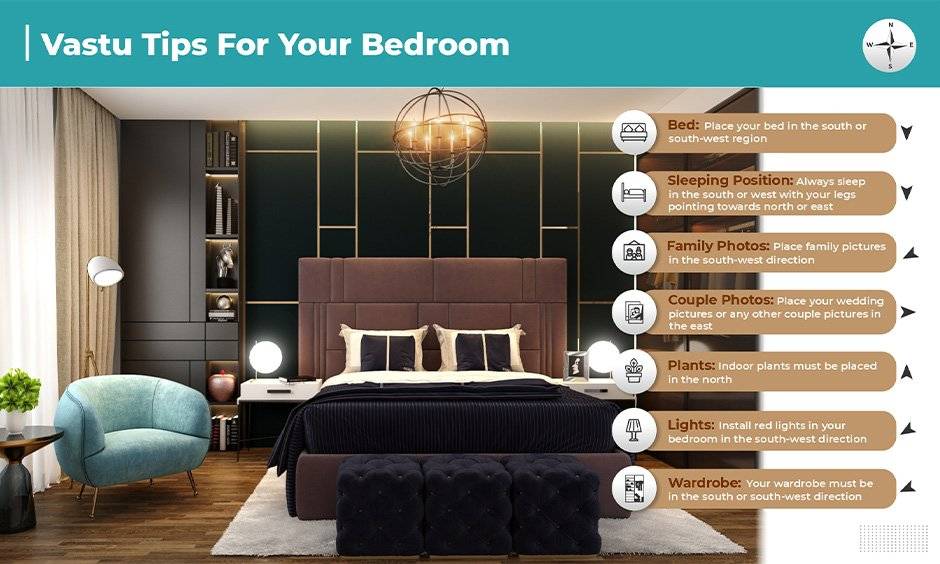 Vastu Tips For Your Bedroom
N
W E
S
Bed: Place your bed in the south or
south-west region
Sleeping Position: Always sleep
in the south or west with your legs
pointing towards north or east
Family Photos: Place family pictures
in the south-west direction
Couple Photos: Place your wedding
pictures or any other couple pictures in
the east
Plants: Indoor plants must be placed
in the north
Lights: Install red lights in your
bedroom in the south-west direction
Wardrobe: Your wardrobe must be
in the south or south-west direction